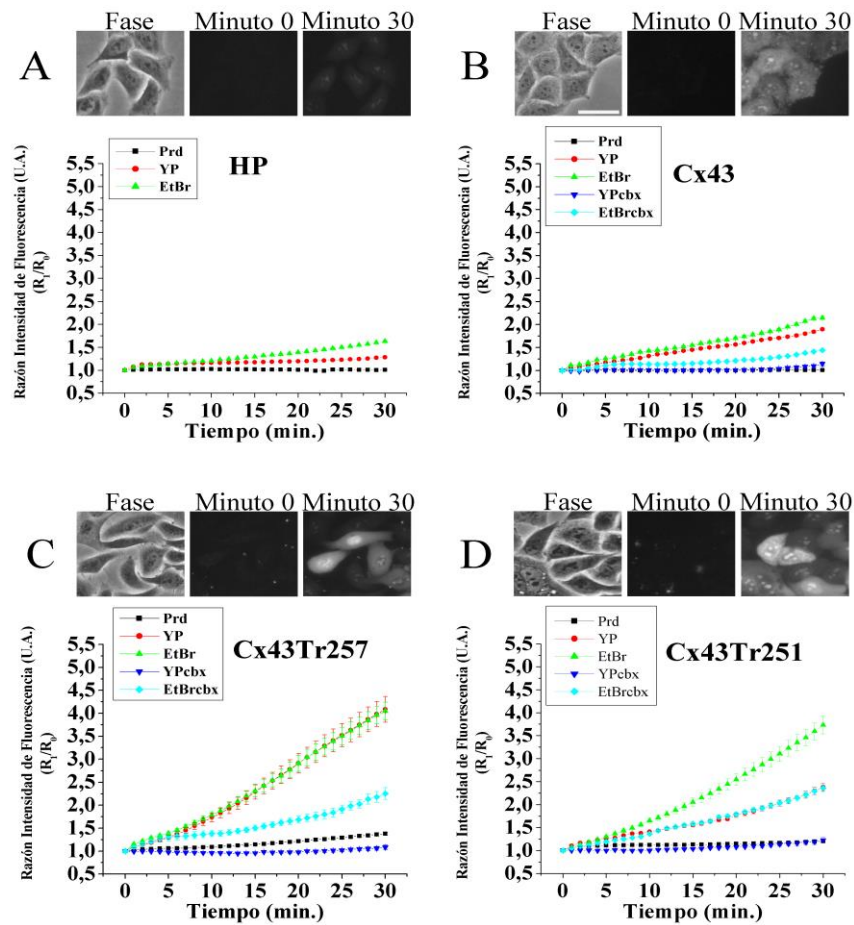 Fase Minuto 0 Minuto 30
A
Prd
YP
EtBr
HP
Razón Intensidad de Fluorescencia (U.A.)
(R1/R0)
5,5
5,0
4,5
4,0
3,5
3,0
2,5
2,0
1,5
1,0
0,5
0 5 10 15 20 25 30
Tiempo (min.)
Fase Minuto 0 Minuto 30
B
Prd
YP
EtBr
YPcbx
EtBrcbx
Cx43
Razón Intensidad de Fluorescencia (U.A.)
(R1/R0)
5,5
5,0
4,5
4,0
3,5
3,0
2,5
2,0
1,5
1,0
0,5
0 5 10 15 20 25 30
Tiempo (min.)
Fase Minuto 0 Minuto 30
C
Prd
YP
EtBr
YPcbx
EtBrcbx
Cx43Tr257
Razón Intensidad de Fluorescencia (U.A.)
(R1/R0)
5,5
5,0
4,5
4,0
3,5
3,0
2,5
2,0
1,5
1,0
0,5
0 5 10 15 20 25 30
Tiempo (min.)
Fase Minuto 0 Minuto 30
D
Prd
YP
EtBr
YPcbx
EtBrcbx
Cx43Tr251
Razón Intensidad de Fluorescencia (U.A.)
(R1/R0)
5,5
5,0
4,5
4,0
3,5
3,0
2,5
2,0
1,5
1,0
0,5
0 5 10 15 20 25 30
Tiempo (min.)